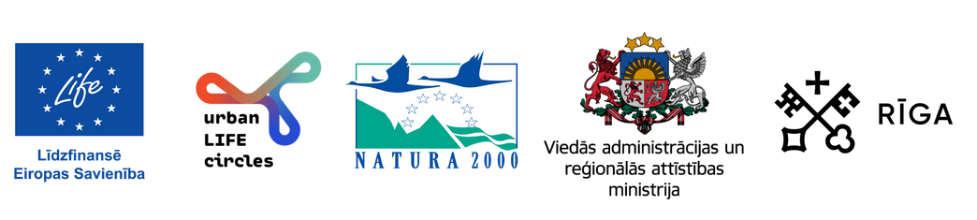 Life
Līdzfinansē
Eiropas Savienība
urban
LIFE
circles
NATURA 2000
Viedās administrācijas un
reģionālās attīstības
ministrija
RĪGA